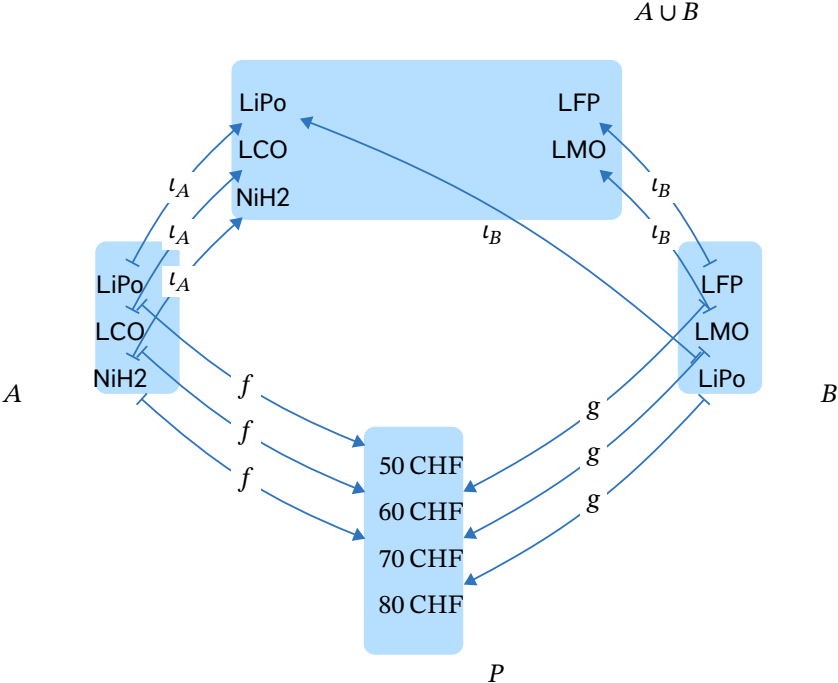 A ∪ B
LiPo LFP
LCO LMO
NiH2
ι_A ι_B
ι_A ι_B ι_B
ι_A
LiPo LFP
LCO LMO
NiH2 LiPo
A B
f g
f g
f g
50 CHF
60 CHF
70 CHF
80 CHF
P